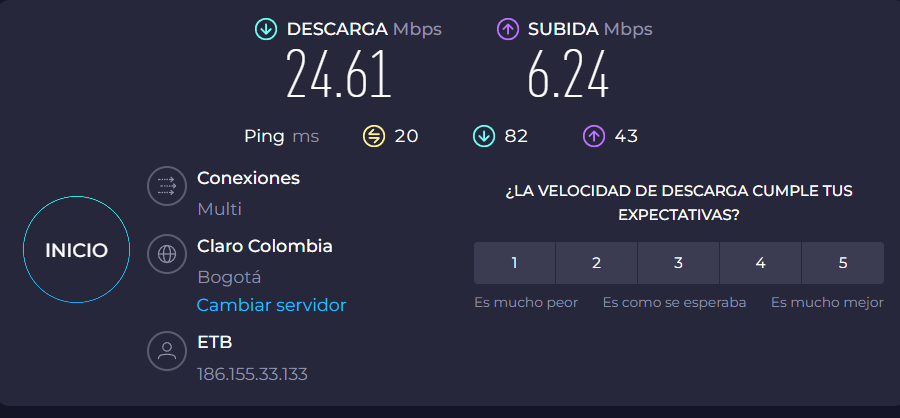 DESCARGA Mbps
24.61
SUBIDA Mbps
6.24
Ping ms 20 82 43
INICIO
Conexiones
Multi
Claro Colombia
Bogotá
Cambiar servidor
ETB
186.155.33.133
¿LA VELOCIDAD DE DESCARGA CUMPLE TUS
EXPECTATIVAS?
1 2 3 4 5
Es mucho peor Es como se esperaba Es mucho mejor